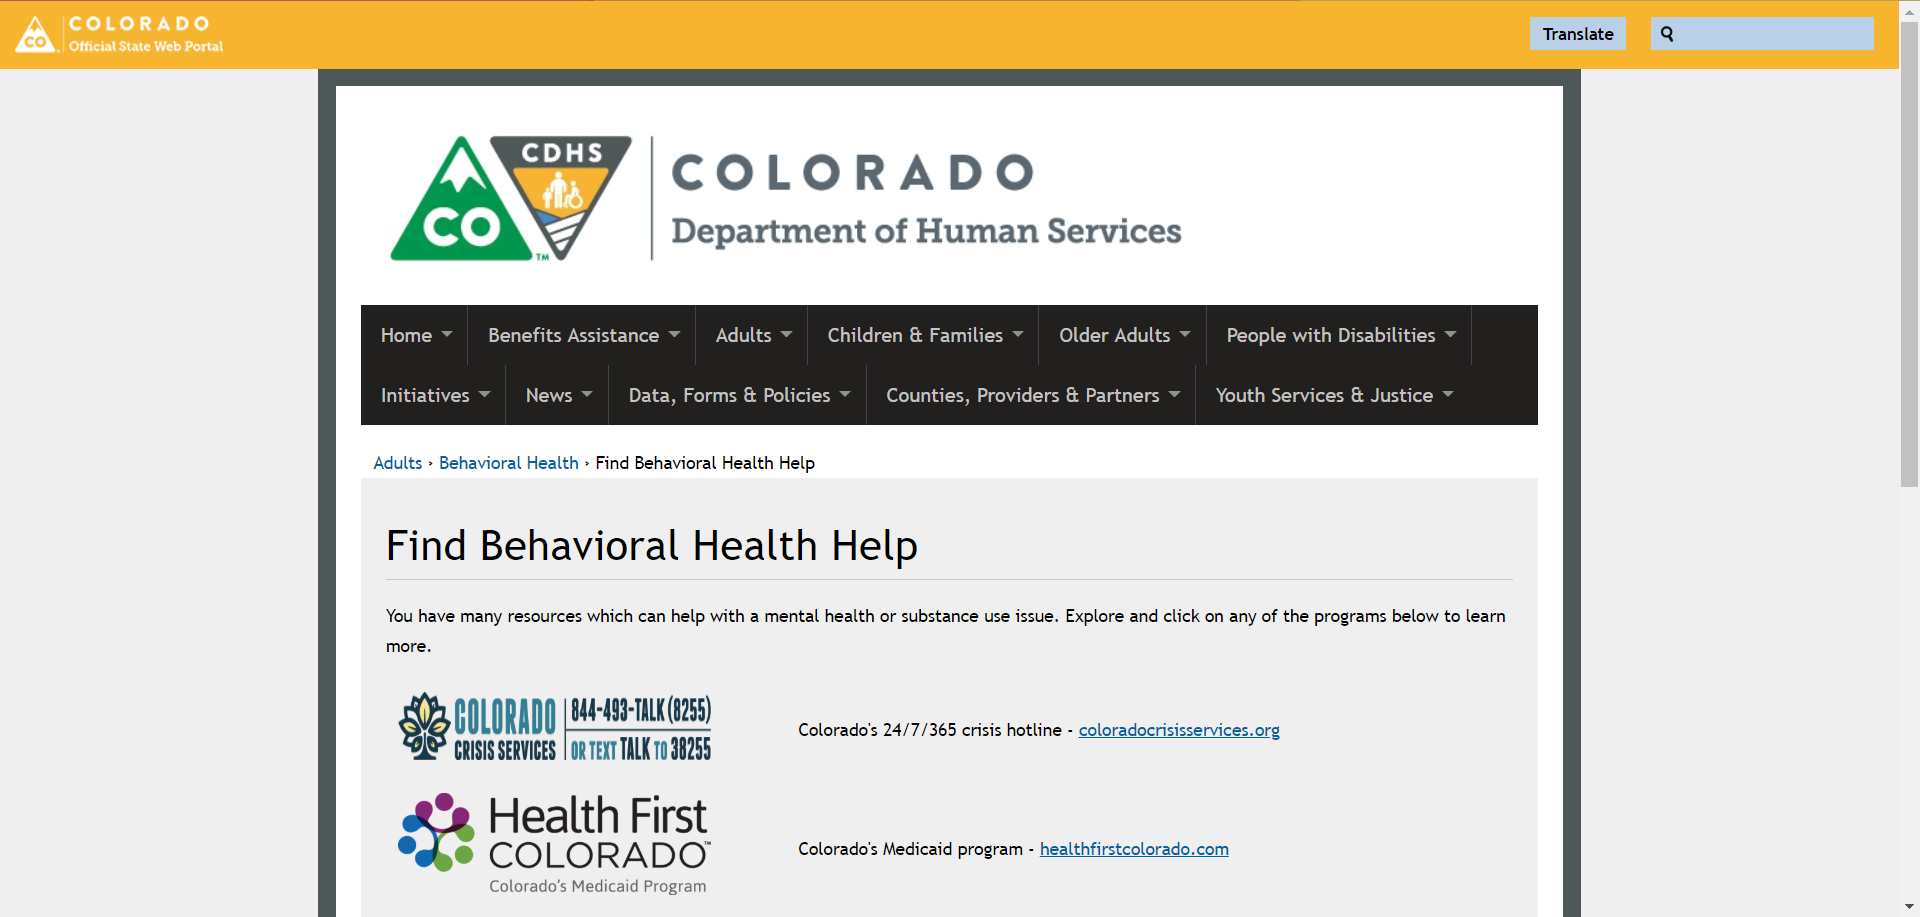 COLORADO
CO
Official State Web Portal
Translate
CDHS
CO
TM
COLORADO
Department of Human Services
Home
Benefits Assistance
Adults
Children & Families
Older Adults
People with Disabilities
Initiatives
News
Data, Forms & Policies
Counties, Providers & Partners
Youth Services & Justice
Adults › Behavioral Health › Find Behavioral Health Help
Find Behavioral Health Help
You have many resources which can help with a mental health or substance use issue. Explore and click on any of the programs below to learn
more.
COLORADO
CRISIS SERVICES
844-493-TALK (8255)
OR TEXT TALK TO 38255
Colorado's 24/7/365 crisis hotline - coloradocrisisservices.org
Health First
COLORADO™
Colorado's Medicaid Program
Colorado's Medicaid program - healthfirstcolorado.com